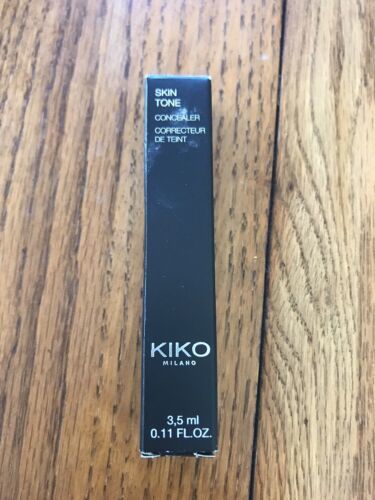 SKIN
TONE
CONCEALER
CORRECTEUR
DE TEINT
KIKO
MILANO
3,5 ml
0.11 FL.OZ.